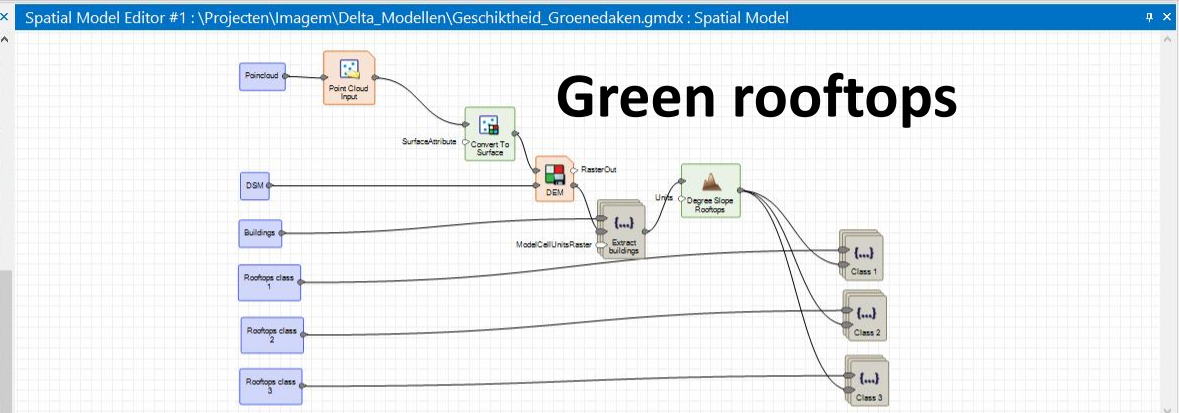 Spatial Model Editor #1 : \Projecten\Imagem\Delta_Modellen\Geschiktheid_Groenedaken.gmdx : Spatial Model
Green rooftops
Poincloud
Point Cloud
Input
SurfaceAttribute
Convert To
Surface
DSM
RasterOut
DEM
Units
Degree Slope
Rooftops
Buildings
{...}
ModelCellUnitsRaster
Extract
buildings
Rooftops class
1
{...}
Class 1
Rooftops class
2
{...}
Class 2
Rooftops class
3
{...}
Class 3